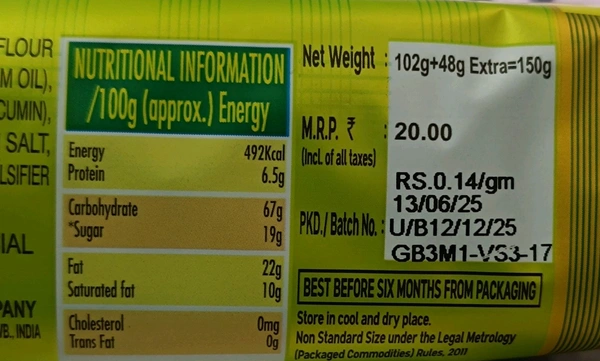 FLOUR
M OIL),
CUMIN),
SALT,
LSIFIER
IAL
PANY
VB., INDIA
NUTRITIONAL INFORMATION
/100g (approx.) Energy
Energy 492Kcal
Protein 6.5g
Carbohydrate 67g
*Sugar 19g
Fat 22g
Saturated fat 10g
Cholesterol 0mg
Trans Fat 0g
Net Weight : 102g+48g Extra=150g
M.R.P. ₹ : 20.00
(Incl. of all taxes)
RS.0.14/gm
13/06/25
PKD./ Batch No. : U/B12/12/25
GB3M1-VS3-17
BEST BEFORE SIX MONTHS FROM PACKAGING
Store in cool and dry place.
Non Standard Size under the Legal Metrology
(Packaged Commodities) Rules, 2011